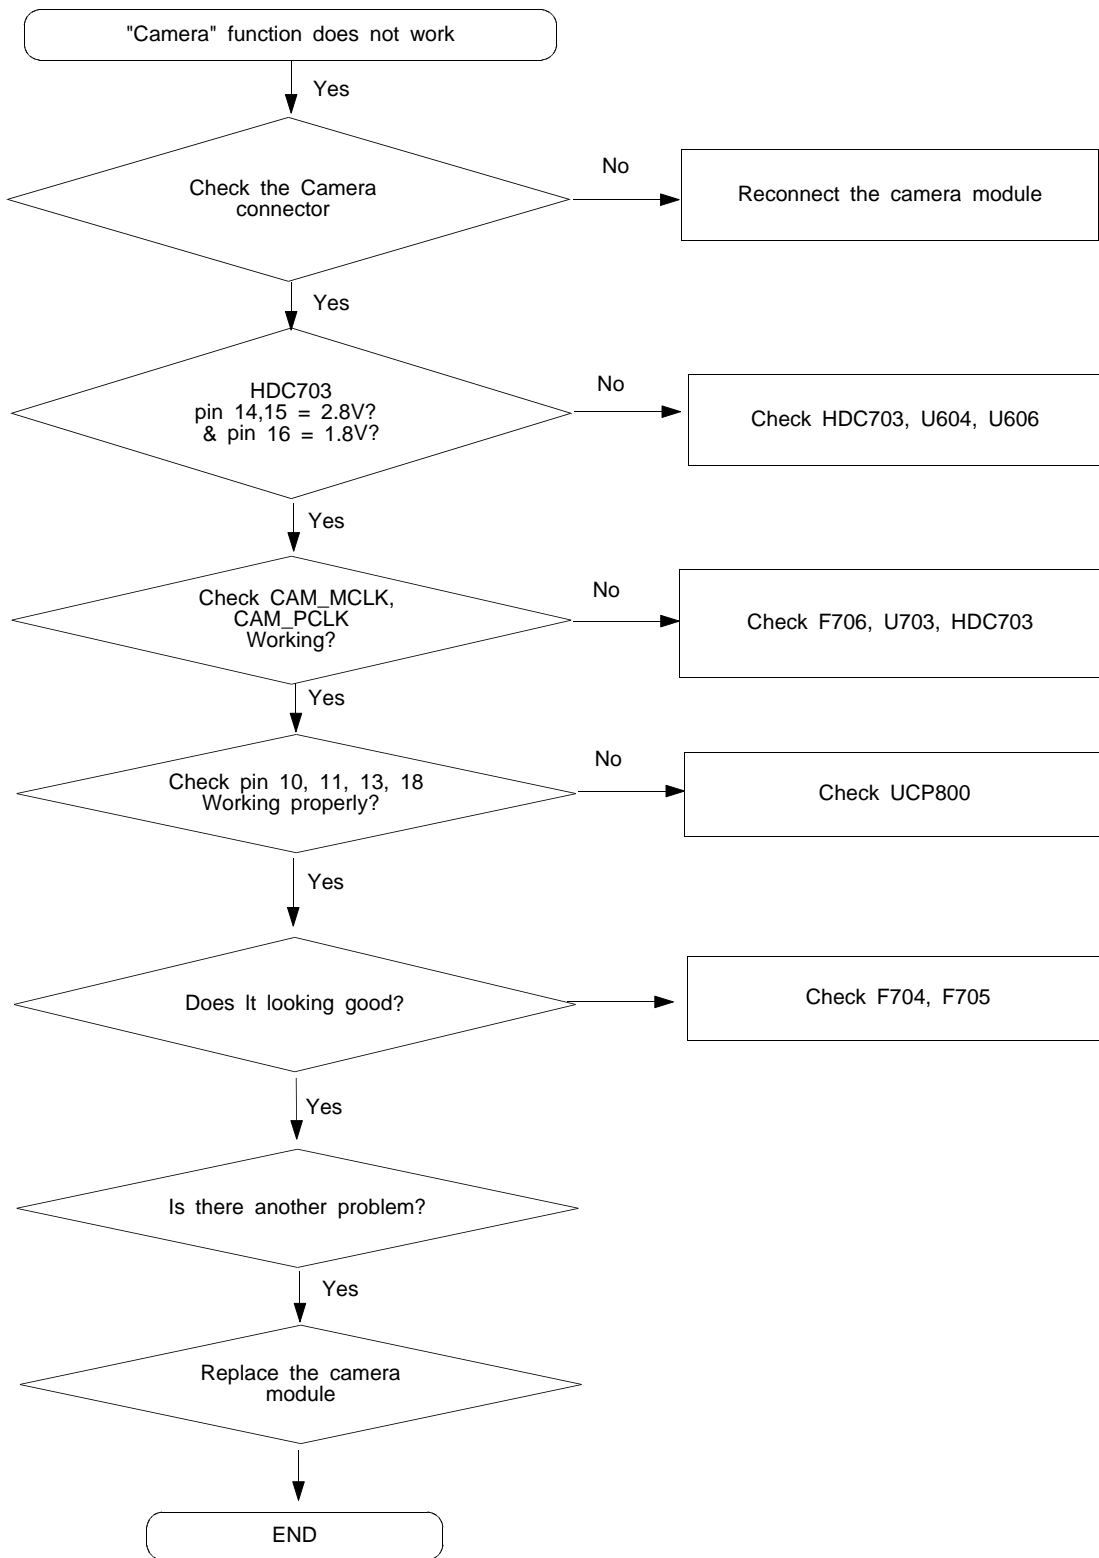 "Camera" function does not work
Yes
Check the Camera
connector
No
Reconnect the camera module
Yes
HDC703
pin 14,15 = 2.8V?
& pin 16 = 1.8V?
No
Check HDC703, U604, U606
Yes
Check CAM_MCLK,
CAM_PCLK
Working?
No
Check F706, U703, HDC703
Yes
Check pin 10, 11, 13, 18
Working properly?
No
Check UCP800
Yes
Does It looking good?
Check F704, F705
Yes
Is there another problem?
Yes
Replace the camera
module
END